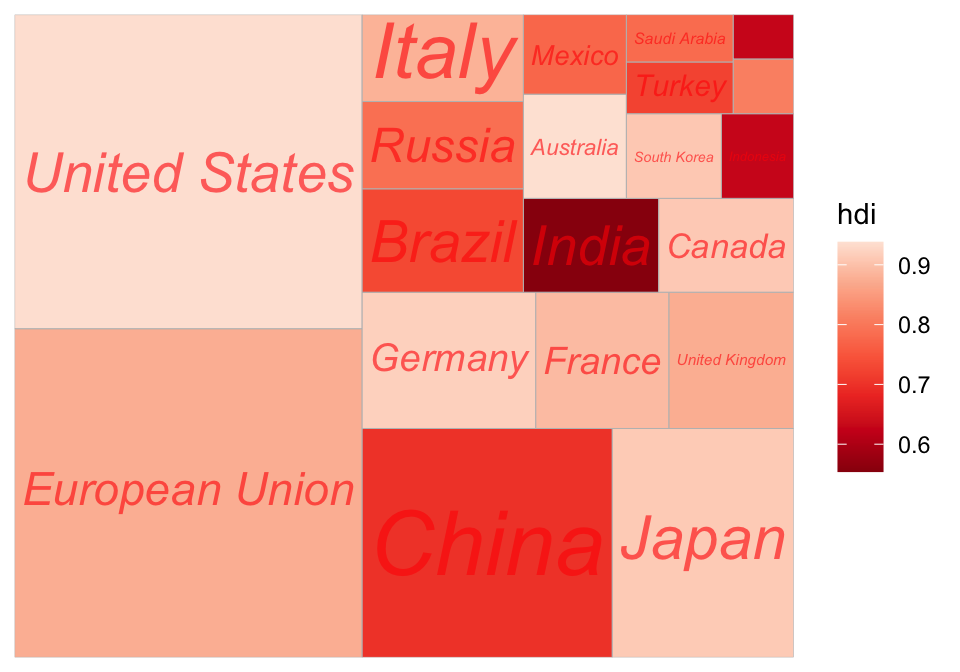 United States
European Union
Italy
Russia
Brazil
Mexico
Australia
Saudi Arabia
Turkey
South Korea
Indonesia
India
Canada
Germany
France
United Kingdom
China
Japan
hdi
0.9
0.8
0.7
0.6